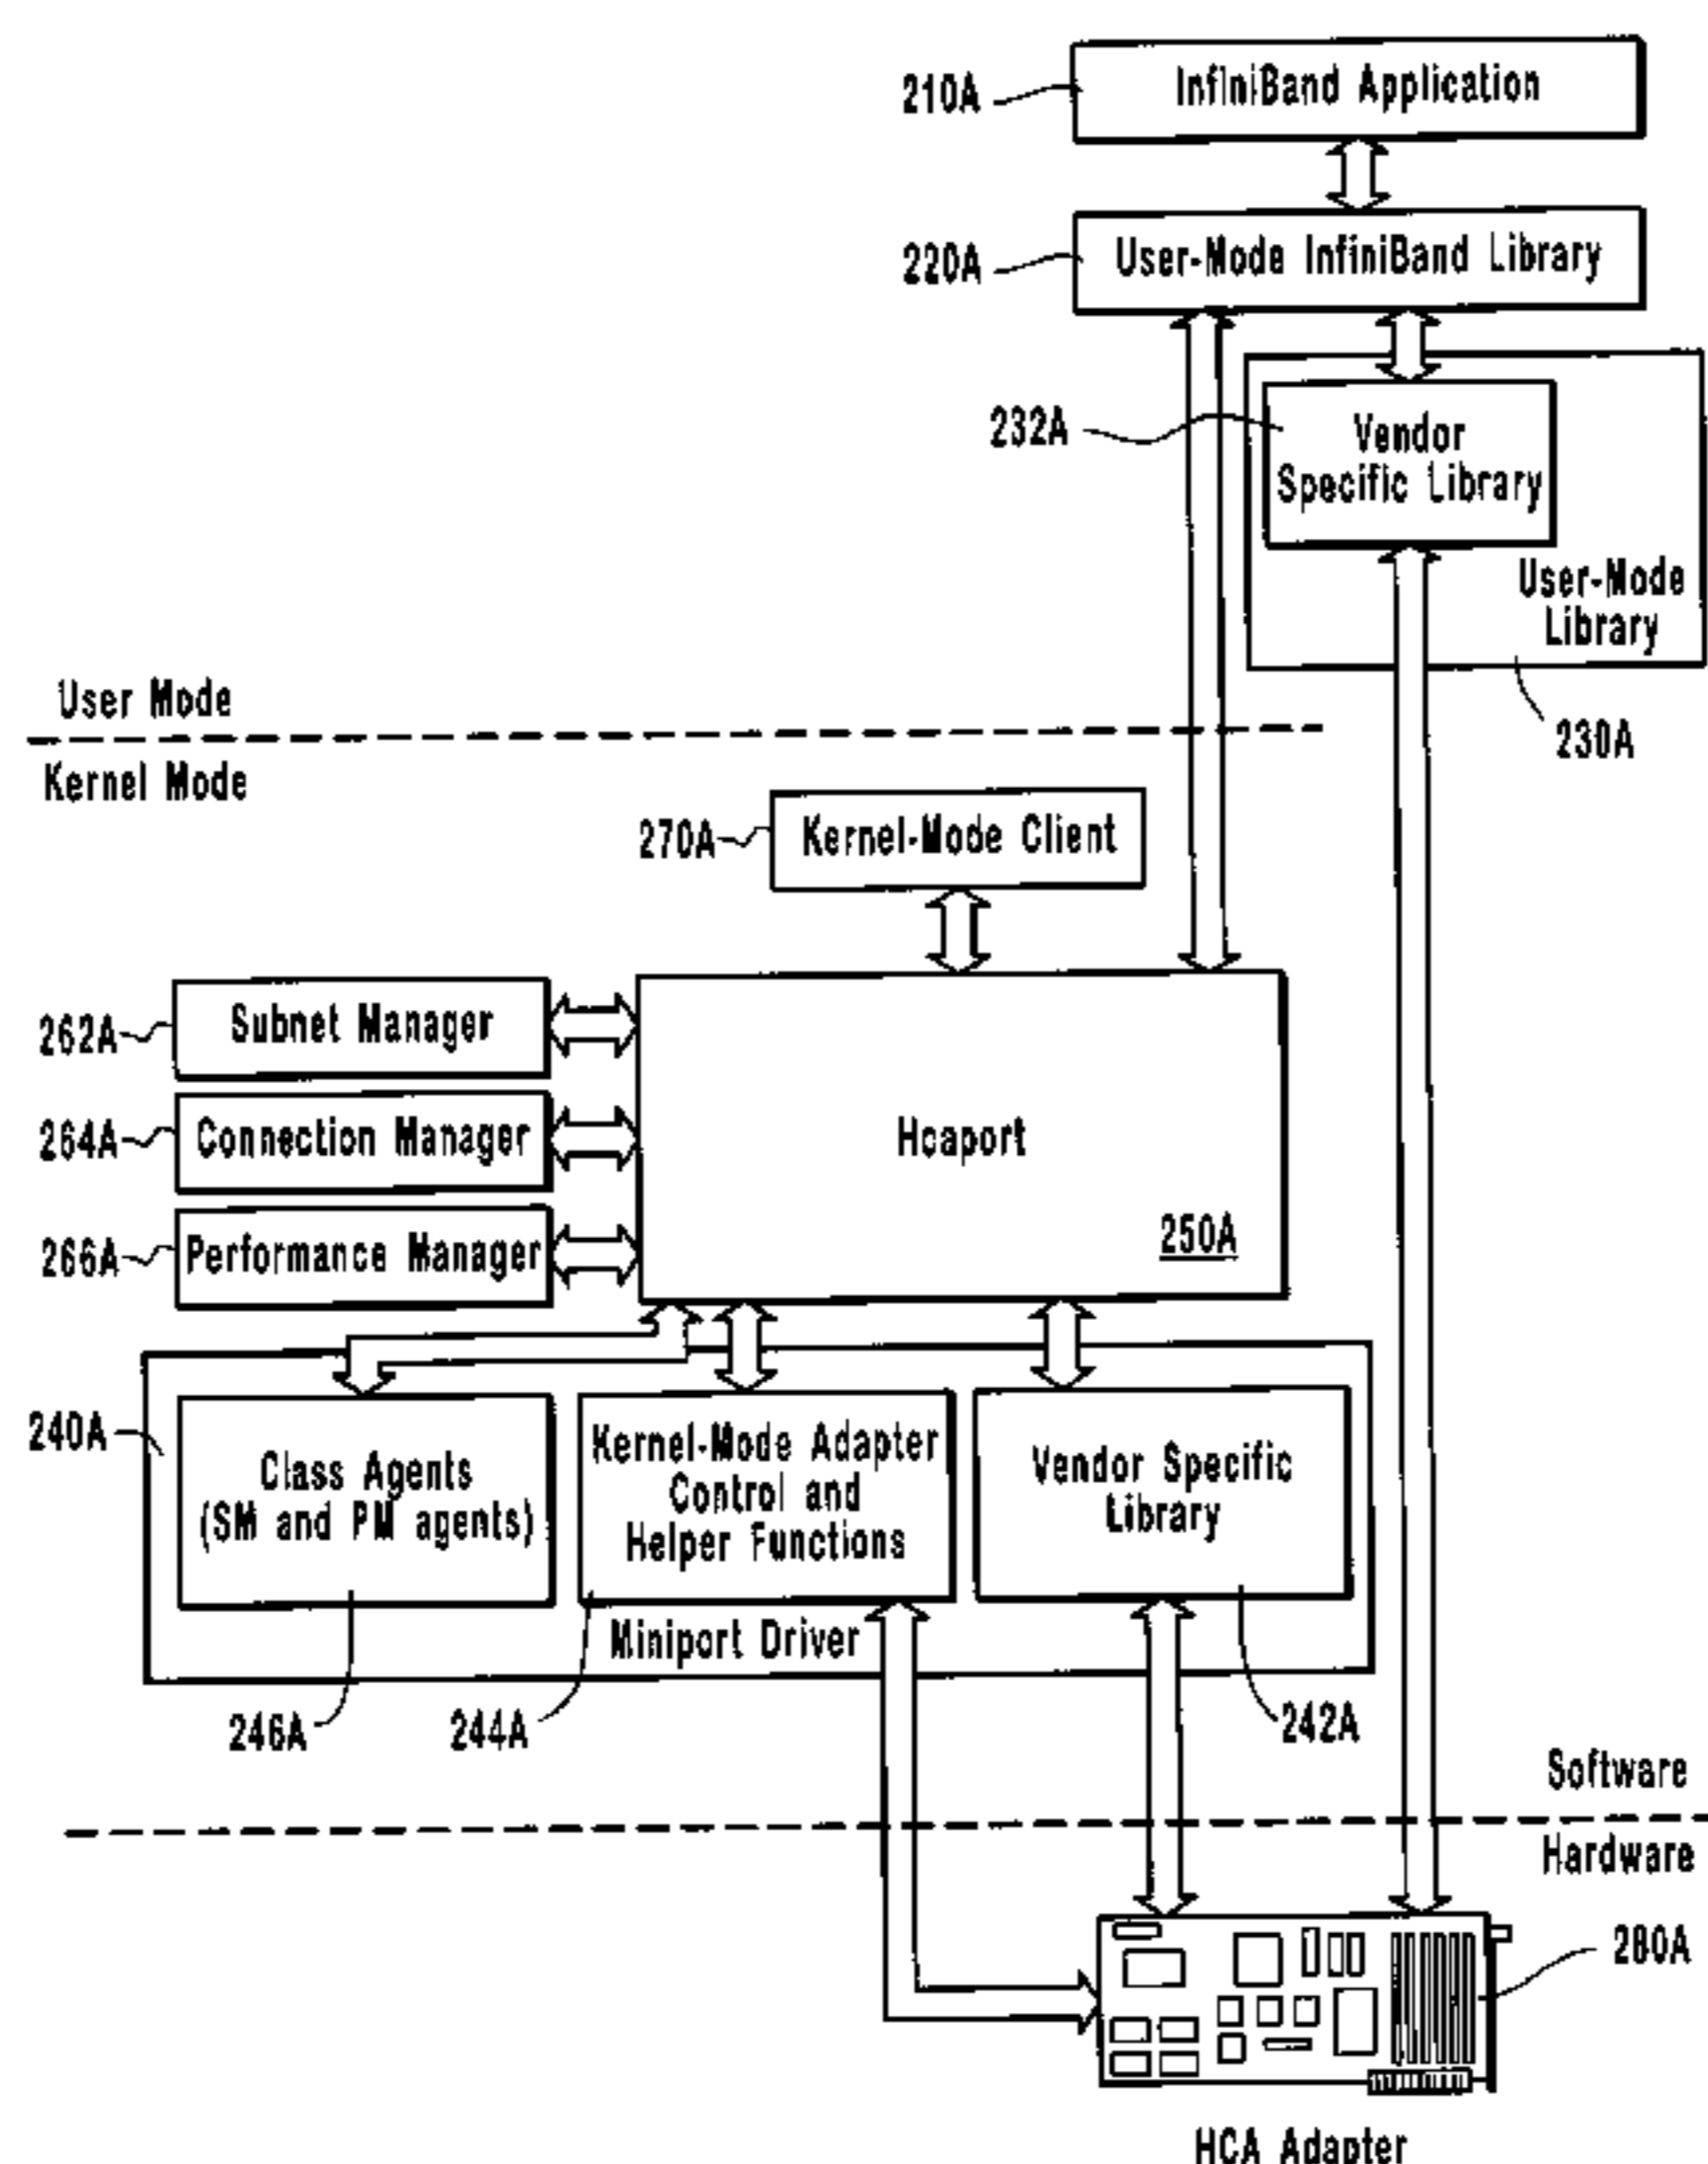 InfiniBand Application
210A
User-Mode InfiniBand Library
220A
232A
Vendor
Specific Library
User-Mode
Library
230A
User Mode
Kernel Mode
270A
Kernel-Mode Client
262A
Subnet Manager
264A
Connection Manager
266A
Performance Manager
Hcaport
250A
240A
Class Agents
(SM and PM agents)
Kernel-Mode Adapter
Control and
Helper Functions
Vendor Specific
Library
Miniport Driver
246A
244A
242A
Software
Hardware
280A
HCA Adapter